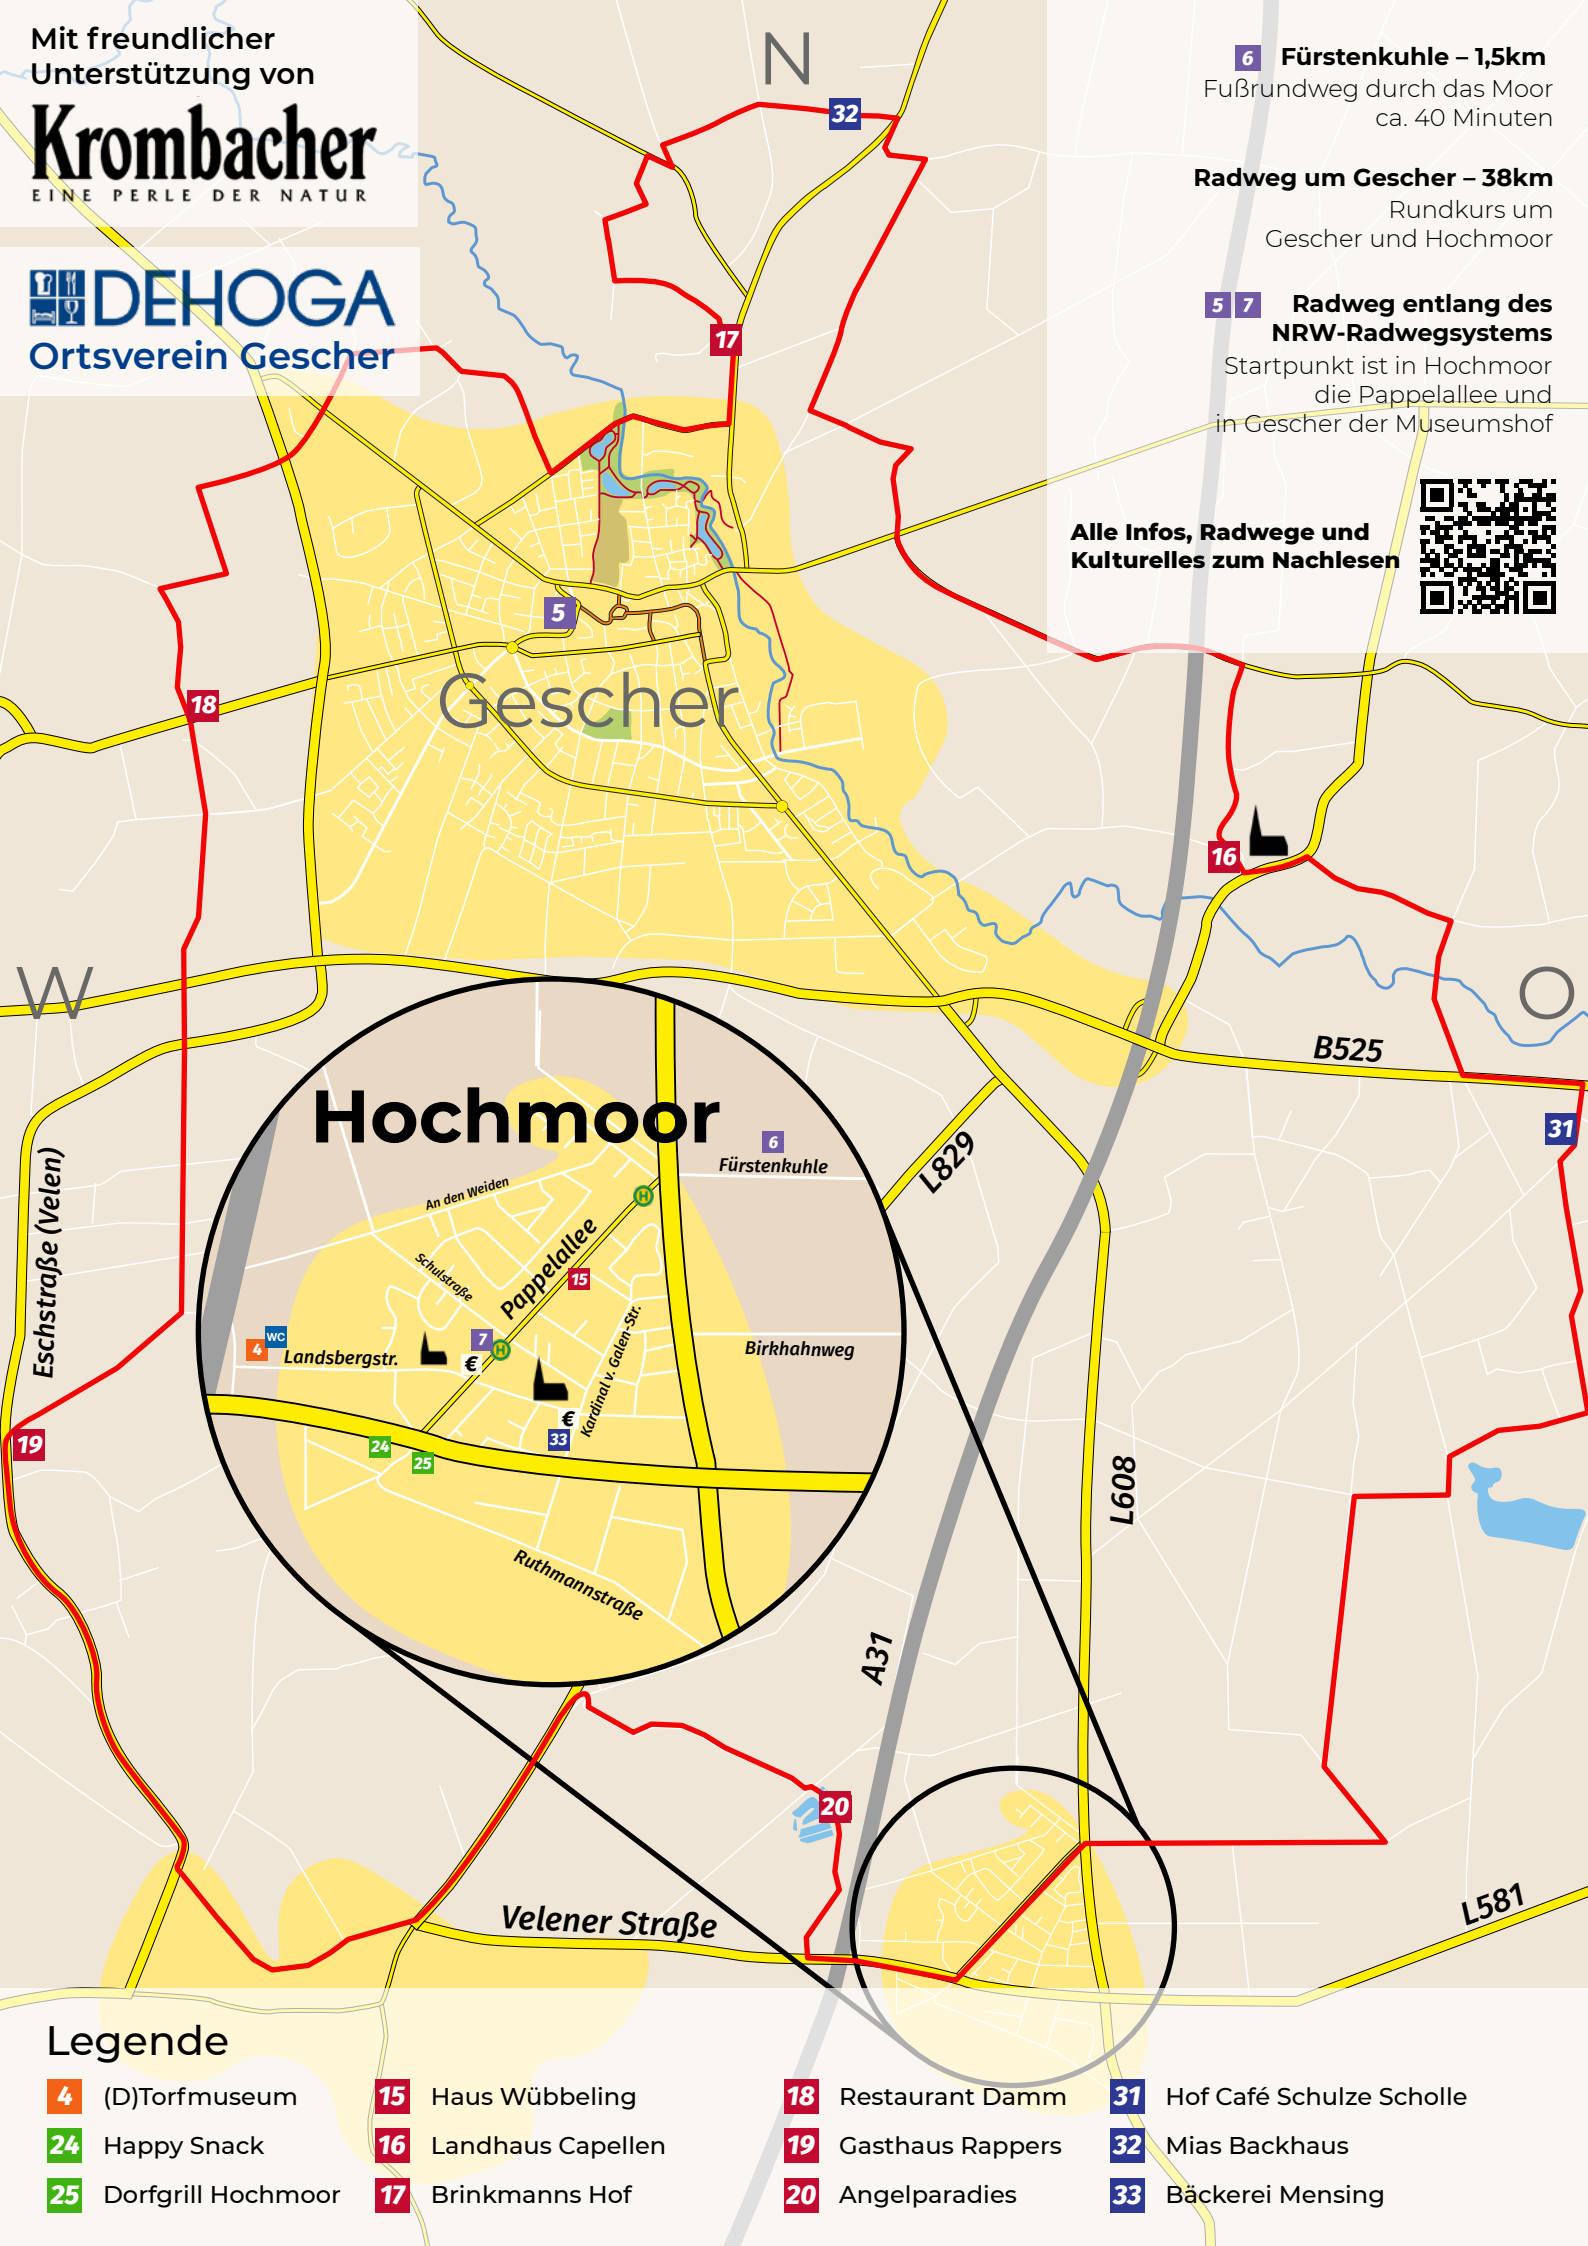 Mit freundlicher
Unterstützung von
Krombacher
EINE PERLE DER NATUR
DEHOGA
Ortsverein Gescher
N
32
6 Fürstenkuhle – 1,5km
Fußrundweg durch das Moor
ca. 40 Minuten
Radweg um Gescher – 38km
Rundkurs um
Gescher und Hochmoor
5 7 Radweg entlang des
NRW-Radwegsystems
Startpunkt ist in Hochmoor
die Pappelallee und
in Gescher der Museumshof
Alle Infos, Radwege und
Kulturelles zum Nachlesen
17
5
Gescher
18
16
W
O
B525
31
L829
Eschstraße (Velen)
Hochmoor
6
Fürstenkuhle
An den Weiden
H
Schulstraße
Pappelallee
15
7
H
WC
4
Landsbergstr.
€
Kardinal v. Galen-Str.
Birkhahnweg
€
33
24
25
Ruthmannstraße
19
L608
A31
20
Velener Straße
L581
Legende
4 (D)Torfmuseum
24 Happy Snack
25 Dorfgrill Hochmoor
15 Haus Wübbeling
16 Landhaus Capellen
17 Brinkmanns Hof
18 Restaurant Damm
19 Gasthaus Rappers
20 Angelparadies
31 Hof Café Schulze Scholle
32 Mias Backhaus
33 Bäckerei Mensing